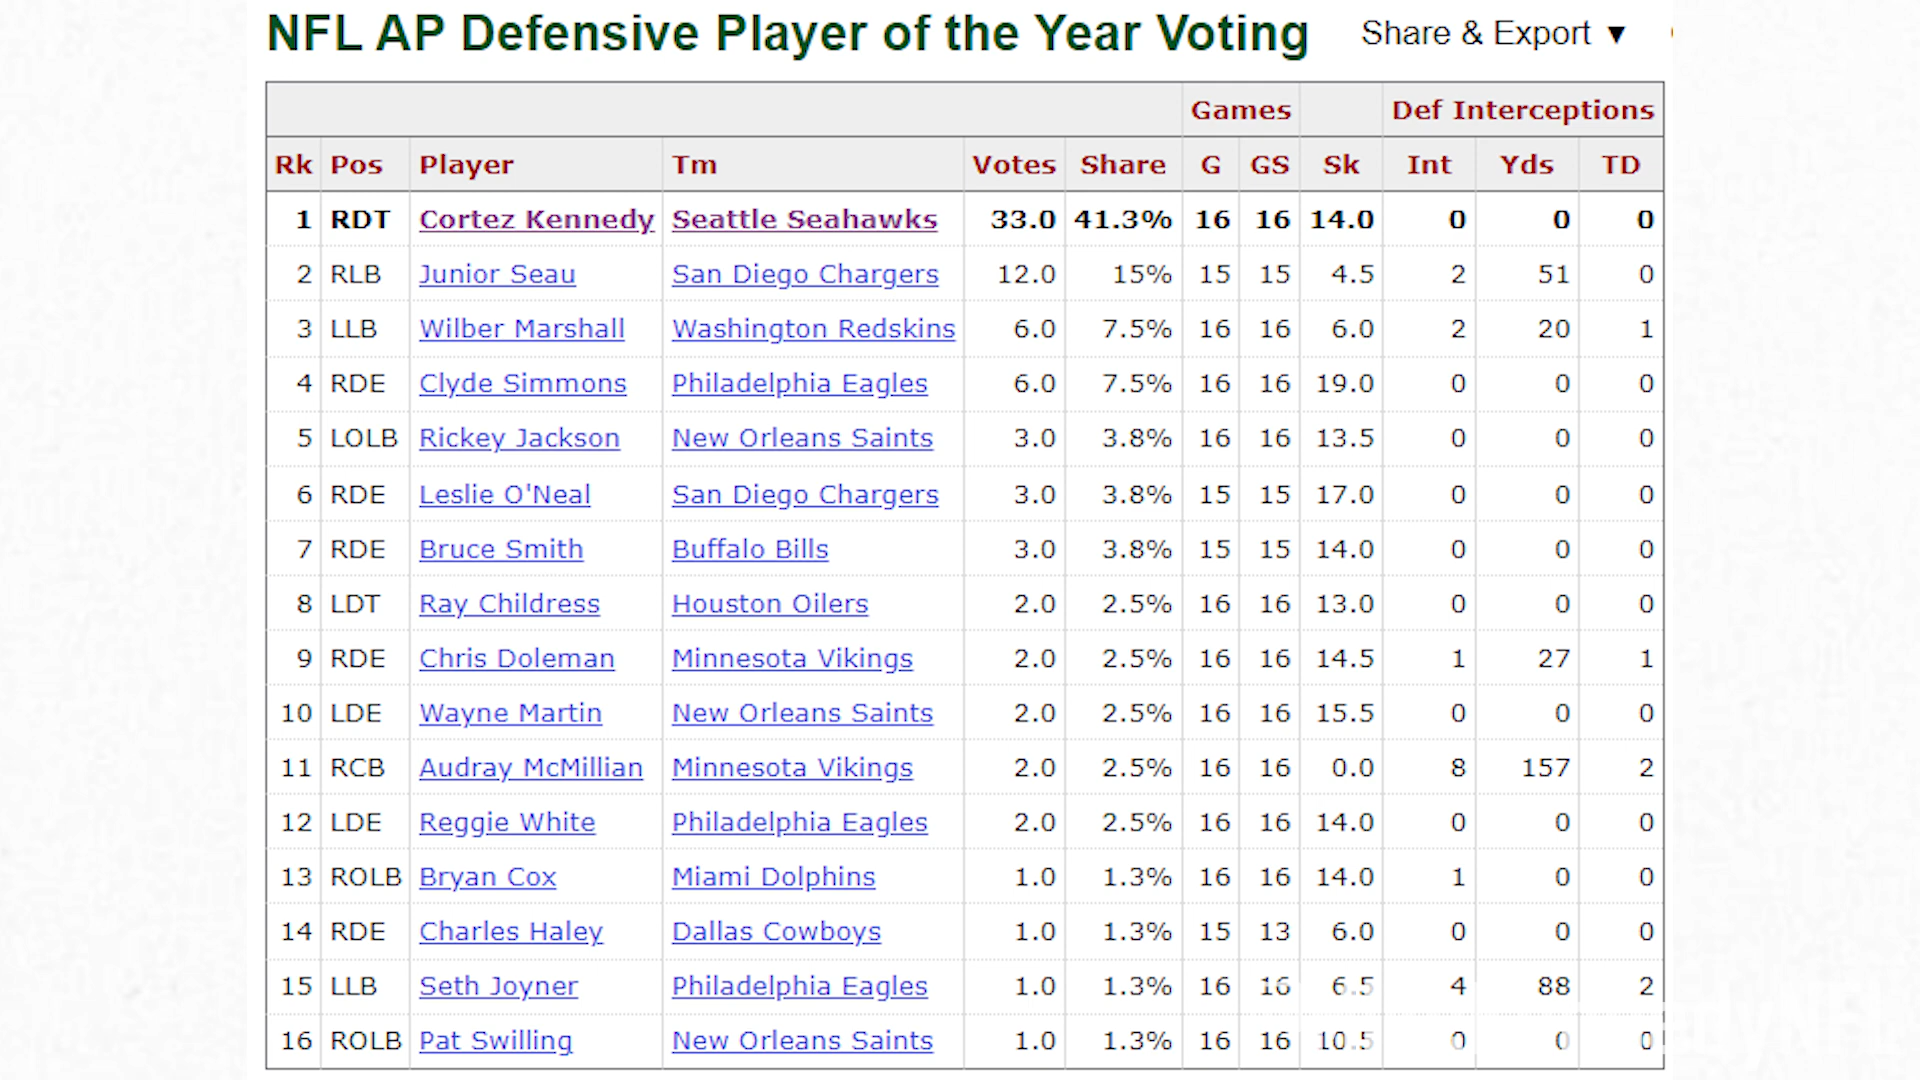 NFL AP Defensive Player of the Year Voting Share & Export ▼
Games Def Interceptions
Rk Pos Player Tm Votes Share G GS Sk Int Yds TD
1 RDT Cortez Kennedy Seattle Seahawks 33.0 41.3% 16 16 14.0 0 0 0
2 RLB Junior Seau San Diego Chargers 12.0 15% 15 15 4.5 2 51 0
3 LLB Wilber Marshall Washington Redskins 6.0 7.5% 16 16 6.0 2 20 1
4 RDE Clyde Simmons Philadelphia Eagles 6.0 7.5% 16 16 19.0 0 0 0
5 LOLB Rickey Jackson New Orleans Saints 3.0 3.8% 16 16 13.5 0 0 0
6 RDE Leslie O'Neal San Diego Chargers 3.0 3.8% 15 15 17.0 0 0 0
7 RDE Bruce Smith Buffalo Bills 3.0 3.8% 15 15 14.0 0 0 0
8 LDT Ray Childress Houston Oilers 2.0 2.5% 16 16 13.0 0 0 0
9 RDE Chris Doleman Minnesota Vikings 2.0 2.5% 16 16 14.5 1 27 1
10 LDE Wayne Martin New Orleans Saints 2.0 2.5% 16 16 15.5 0 0 0
11 RCB Audray McMillian Minnesota Vikings 2.0 2.5% 16 16 0.0 8 157 2
12 LDE Reggie White Philadelphia Eagles 2.0 2.5% 16 16 14.0 0 0 0
13 ROLB Bryan Cox Miami Dolphins 1.0 1.3% 16 16 14.0 1 0 0
14 RDE Charles Haley Dallas Cowboys 1.0 1.3% 15 13 6.0 0 0 0
15 LLB Seth Joyner Philadelphia Eagles 1.0 1.3% 16 16 6.5 4 88 2
16 ROLB Pat Swilling New Orleans Saints 1.0 1.3% 16 16 10.5 0 0 0